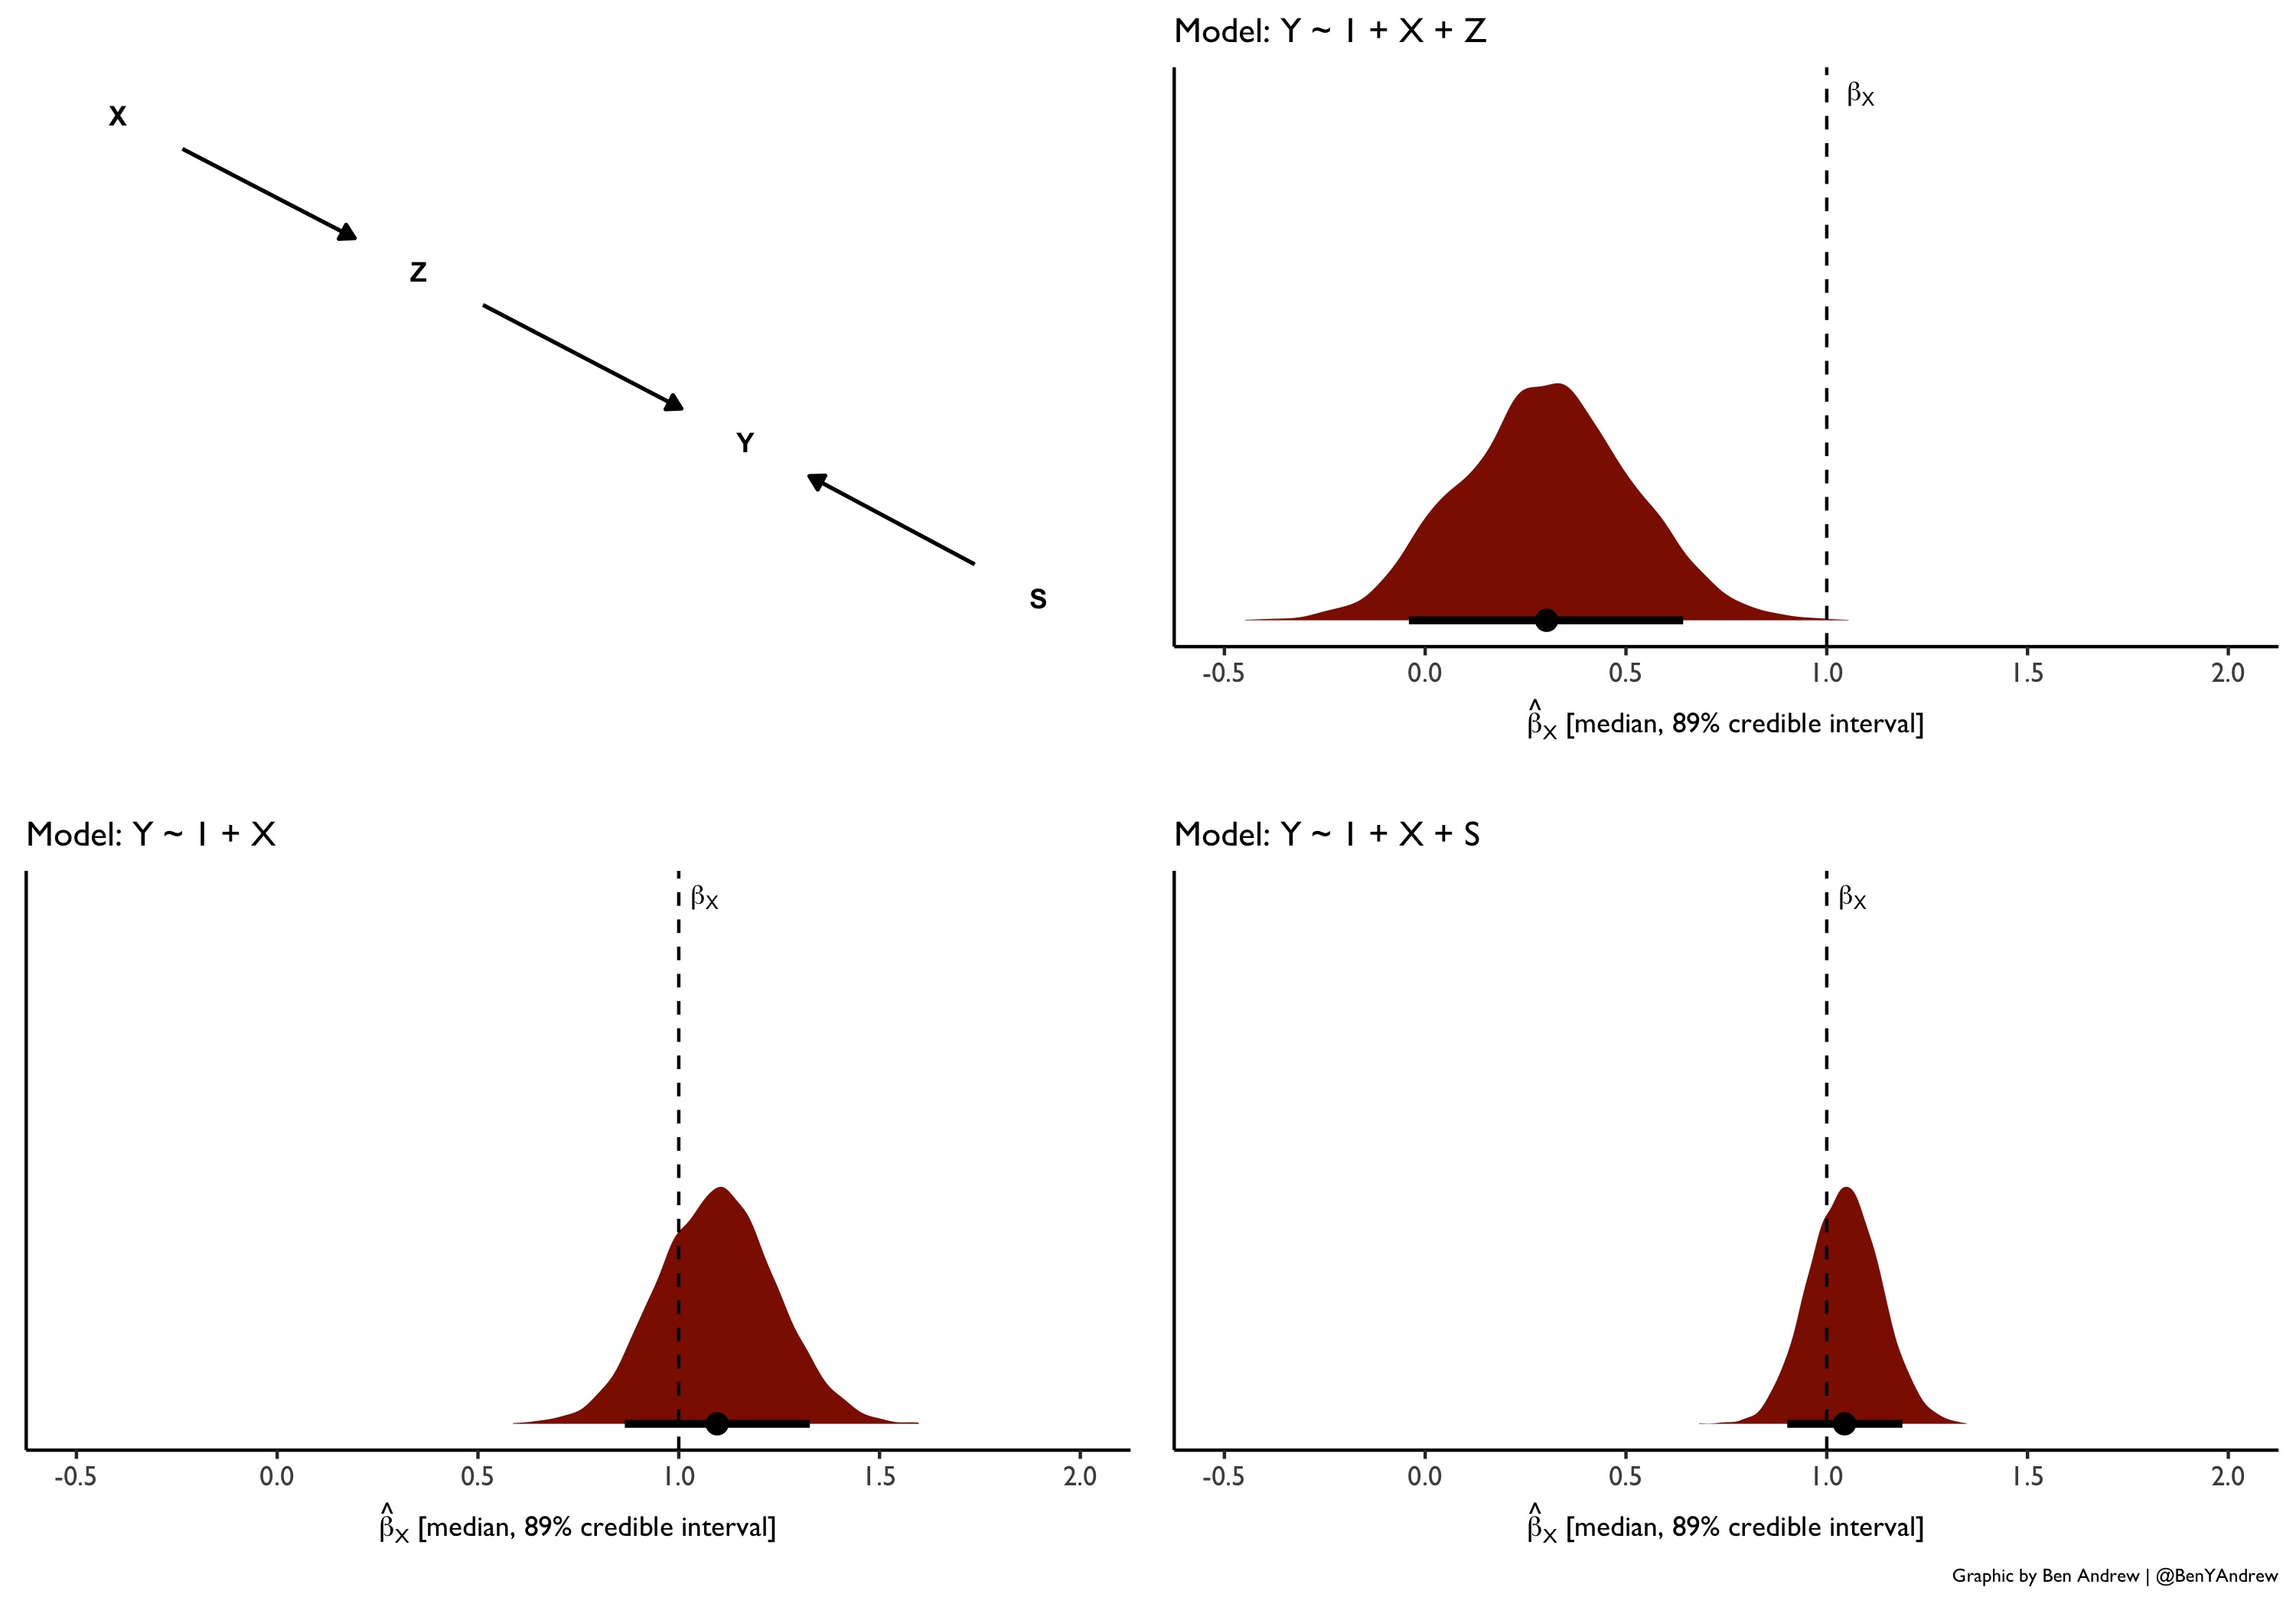 X
Z
Y
S
Model: Y ~ 1 + X + Z
βX
-0.5 0.0 0.5 1.0 1.5 2.0
β̂X [median, 89% credible interval]
Model: Y ~ 1 + X
βX
-0.5 0.0 0.5 1.0 1.5 2.0
β̂X [median, 89% credible interval]
Model: Y ~ 1 + X + S
βX
-0.5 0.0 0.5 1.0 1.5 2.0
β̂X [median, 89% credible interval]
Graphic by Ben Andrew | @BenYAndrew